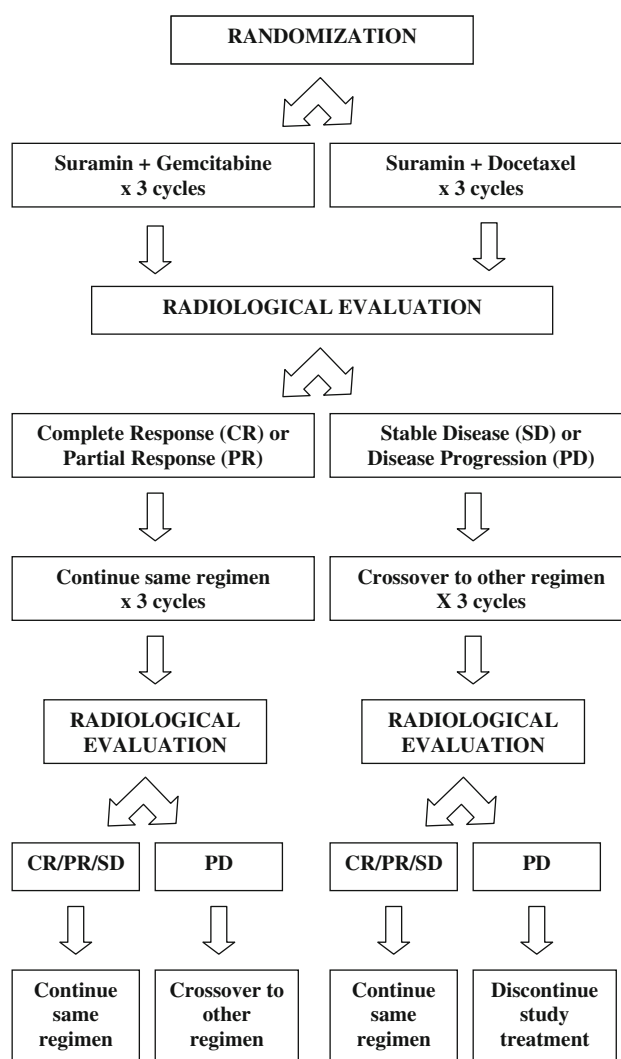 RANDOMIZATION
Suramin + Gemcitabine
x 3 cycles
Suramin + Docetaxel
x 3 cycles
RADIOLOGICAL EVALUATION
Complete Response (CR) or
Partial Response (PR)
Stable Disease (SD) or
Disease Progression (PD)
Continue same regimen
x 3 cycles
Crossover to other regimen
X 3 cycles
RADIOLOGICAL
EVALUATION
RADIOLOGICAL
EVALUATION
CR/PR/SD
PD
CR/PR/SD
PD
Continue
same
regimen
Crossover to
other
regimen
Continue
same
regimen
Discontinue
study
treatment